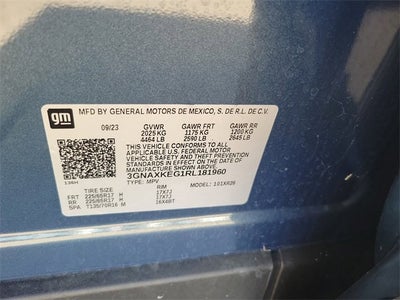 gm
MFD BY GENERAL MOTORS DE MEXICO, S. DE R.L. DE C.V.
09/23 GVWR GAWR FRT GAWR RR
2025 KG 1175 KG 1200 KG
4464 LB 2590 LB 2645 LB
THIS VEHICLE CONFORMS TO ALL
APPLICABLE U.S. FEDERAL MOTOR
VEHICLE SAFETY AND THEFT PREVENTION
STANDARDS IN EFFECT ON THE DATE OF
MANUFACTURE SHOWN ABOVE.
3GNAXKEG1RL181960
TYPE: MPV
TIRE SIZE RIM
FRT 225/65R17 H 17X7J
RR 225/65R17 H 17X7J
SPA T135/70R16 M 16X4BT